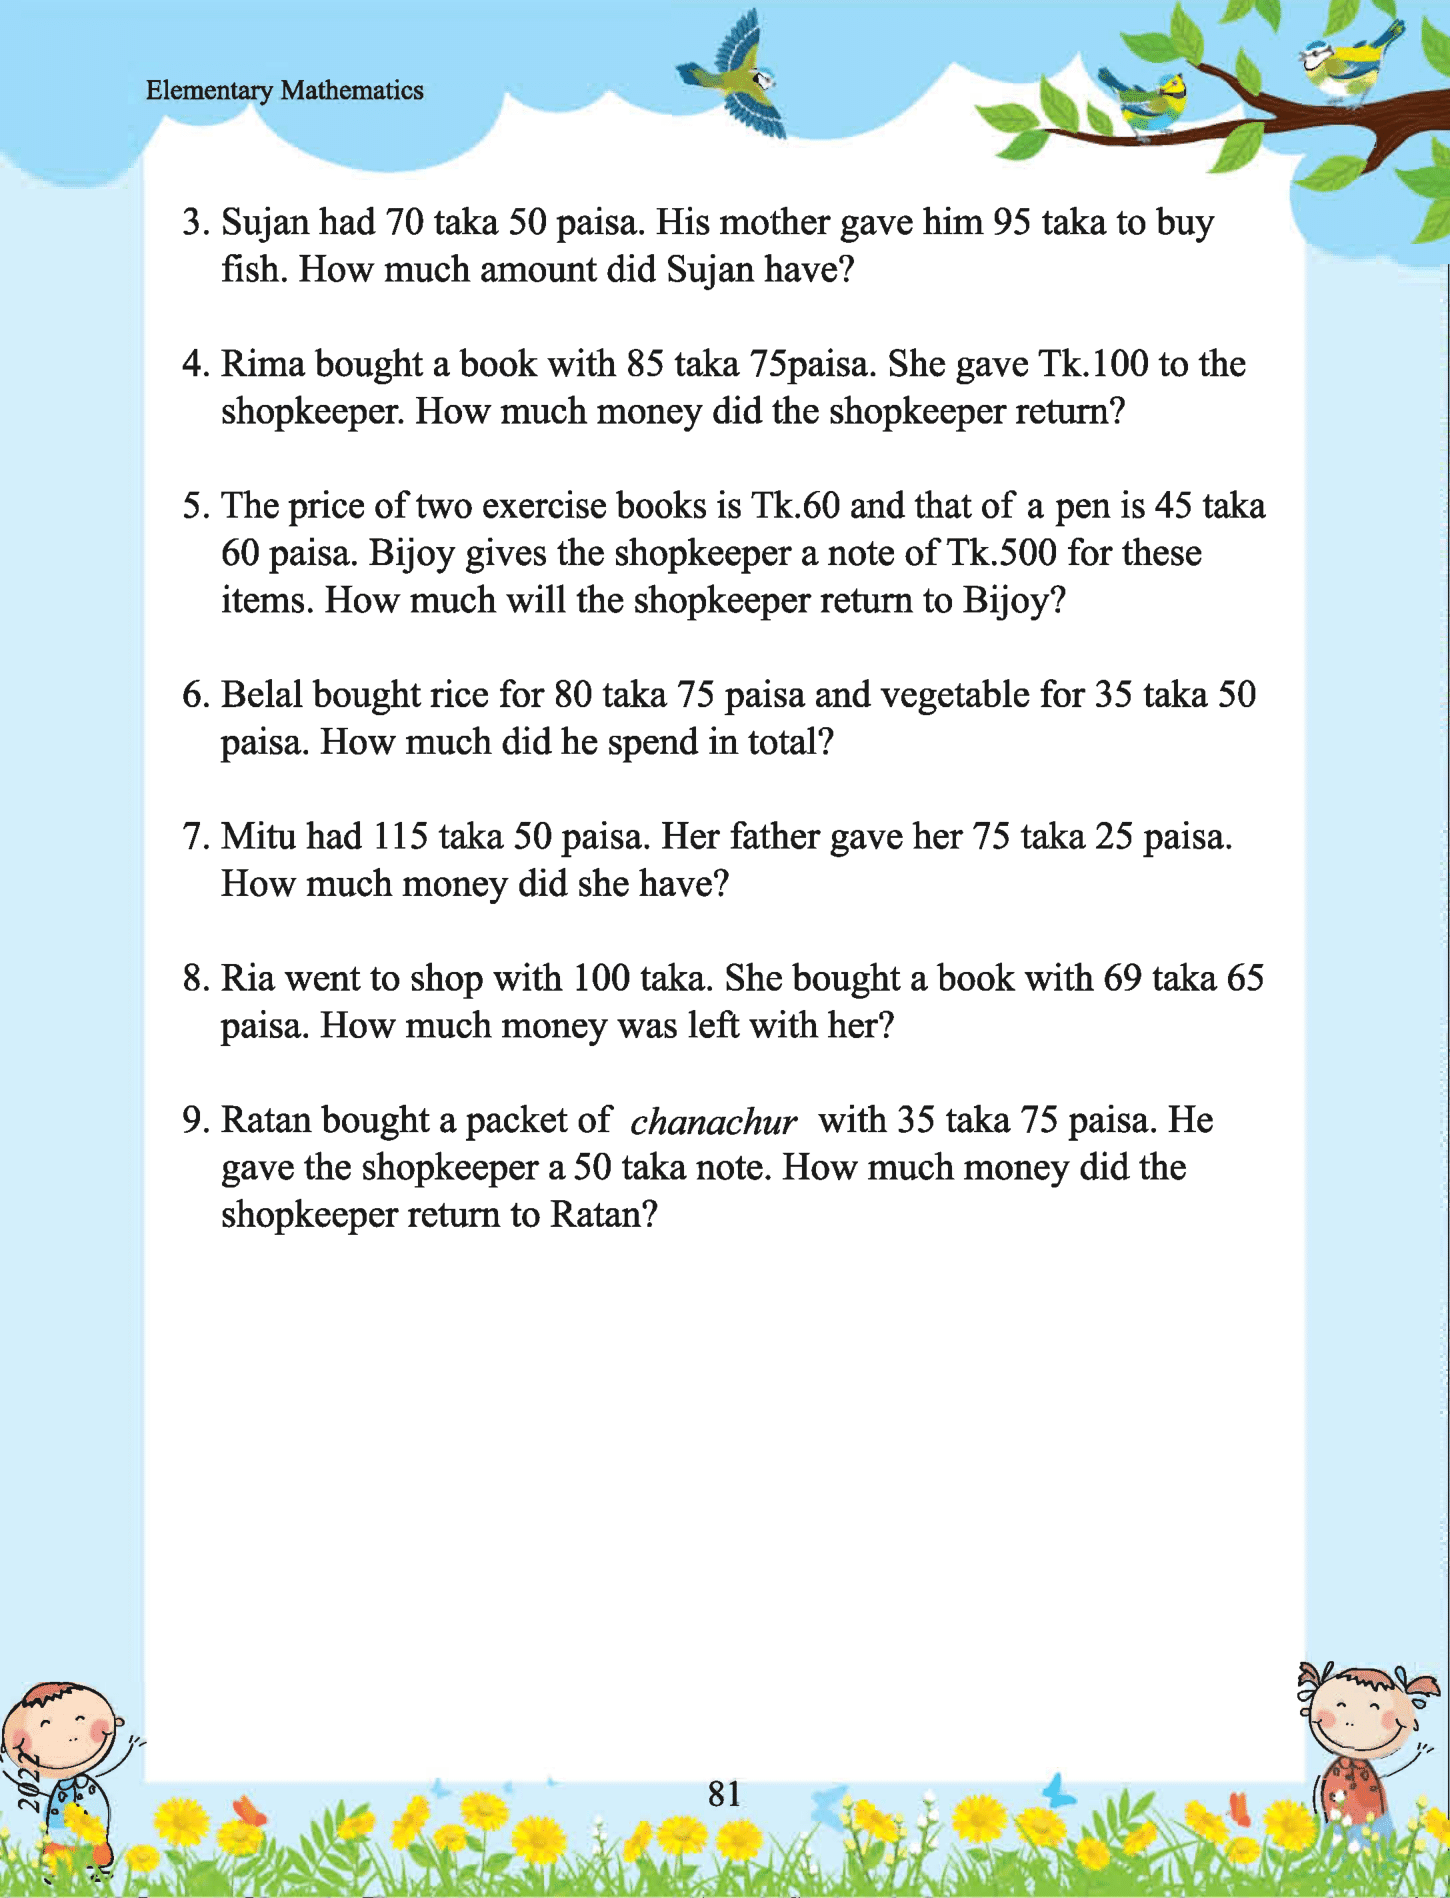 Elementary Mathematics
3. Sujan had 70 taka 50 paisa. His mother gave him 95 taka to buy
fish. How much amount did Sujan have?
4. Rima bought a book with 85 taka 75paisa. She gave Tk.100 to the
shopkeeper. How much money did the shopkeeper return?
5. The price of two exercise books is Tk.60 and that of a pen is 45 taka
60 paisa. Bijoy gives the shopkeeper a note of Tk.500 for these
items. How much will the shopkeeper return to Bijoy?
6. Belal bought rice for 80 taka 75 paisa and vegetable for 35 taka 50
paisa. How much did he spend in total?
7. Mitu had 115 taka 50 paisa. Her father gave her 75 taka 25 paisa.
How much money did she have?
8. Ria went to shop with 100 taka. She bought a book with 69 taka 65
paisa. How much money was left with her?
9. Ratan bought a packet of chanachur with 35 taka 75 paisa. He
gave the shopkeeper a 50 taka note. How much money did the
shopkeeper return to Ratan?
81
2022